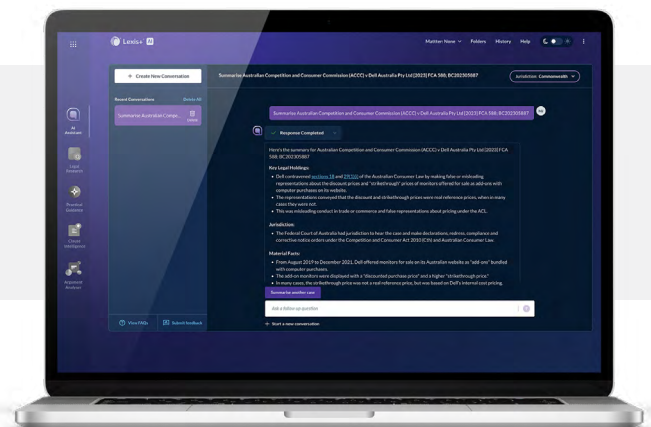 Lexis+ AI
Matter: None
Folders
History
Help
+ Create New Conversation
Summarise Australian Competition and Consumer Commission (ACCC) v Dell Australia Pty Ltd [2023] FCA 588; BC202305887
Jurisdiction: Commonwealth
Recent Conversations
Delete All
Summarise Australian Compe...
AI Assistant
Legal Research
Practical Guidance
Summarise Australian Competition and Consumer Commission (ACCC) v Dell Australia Pty Ltd [2023] FCA 588; BC202305887
Response Completed
Here's the summary for Australian Competition and Consumer Commission (ACCC) v Dell Australia Pty Ltd [2023] FCA
588; BC202305887
Key Legal Holdings:
Dell contravened sections 18 and 29(1)(i) of the Australian Consumer Law by making false or misleading
representations about the discount prices and "strikethrough" prices of monitors offered for sale as add-ons with
computer purchases on its website.
The representations conveyed that the discount and strikethrough prices were real reference prices, when in many
cases they were not.
This was misleading conduct in trade or commerce and false representations about pricing under the ACL.
Jurisdiction:
The Federal Court of Australia had jurisdiction to hear the case and make declarations, redress, compliance and
corrective notice orders under the Competition and Consumer Act 2010 (Cth) and Australian Consumer Law.
Material Facts:
From August 2019 to December 2021, Dell offered monitors for sale on its Australian website as "add-ons" bundled
with computer purchases.
The add-on monitors were displayed with a "discounted purchase price" and a higher "strikethrough price."
In many cases, the strikethrough price was not a real reference price, but was based on Dell's internal cost pricing.
Summarise another case
Ask a follow-up question
+ Start a new conversation
View FAQs
Submit feedback